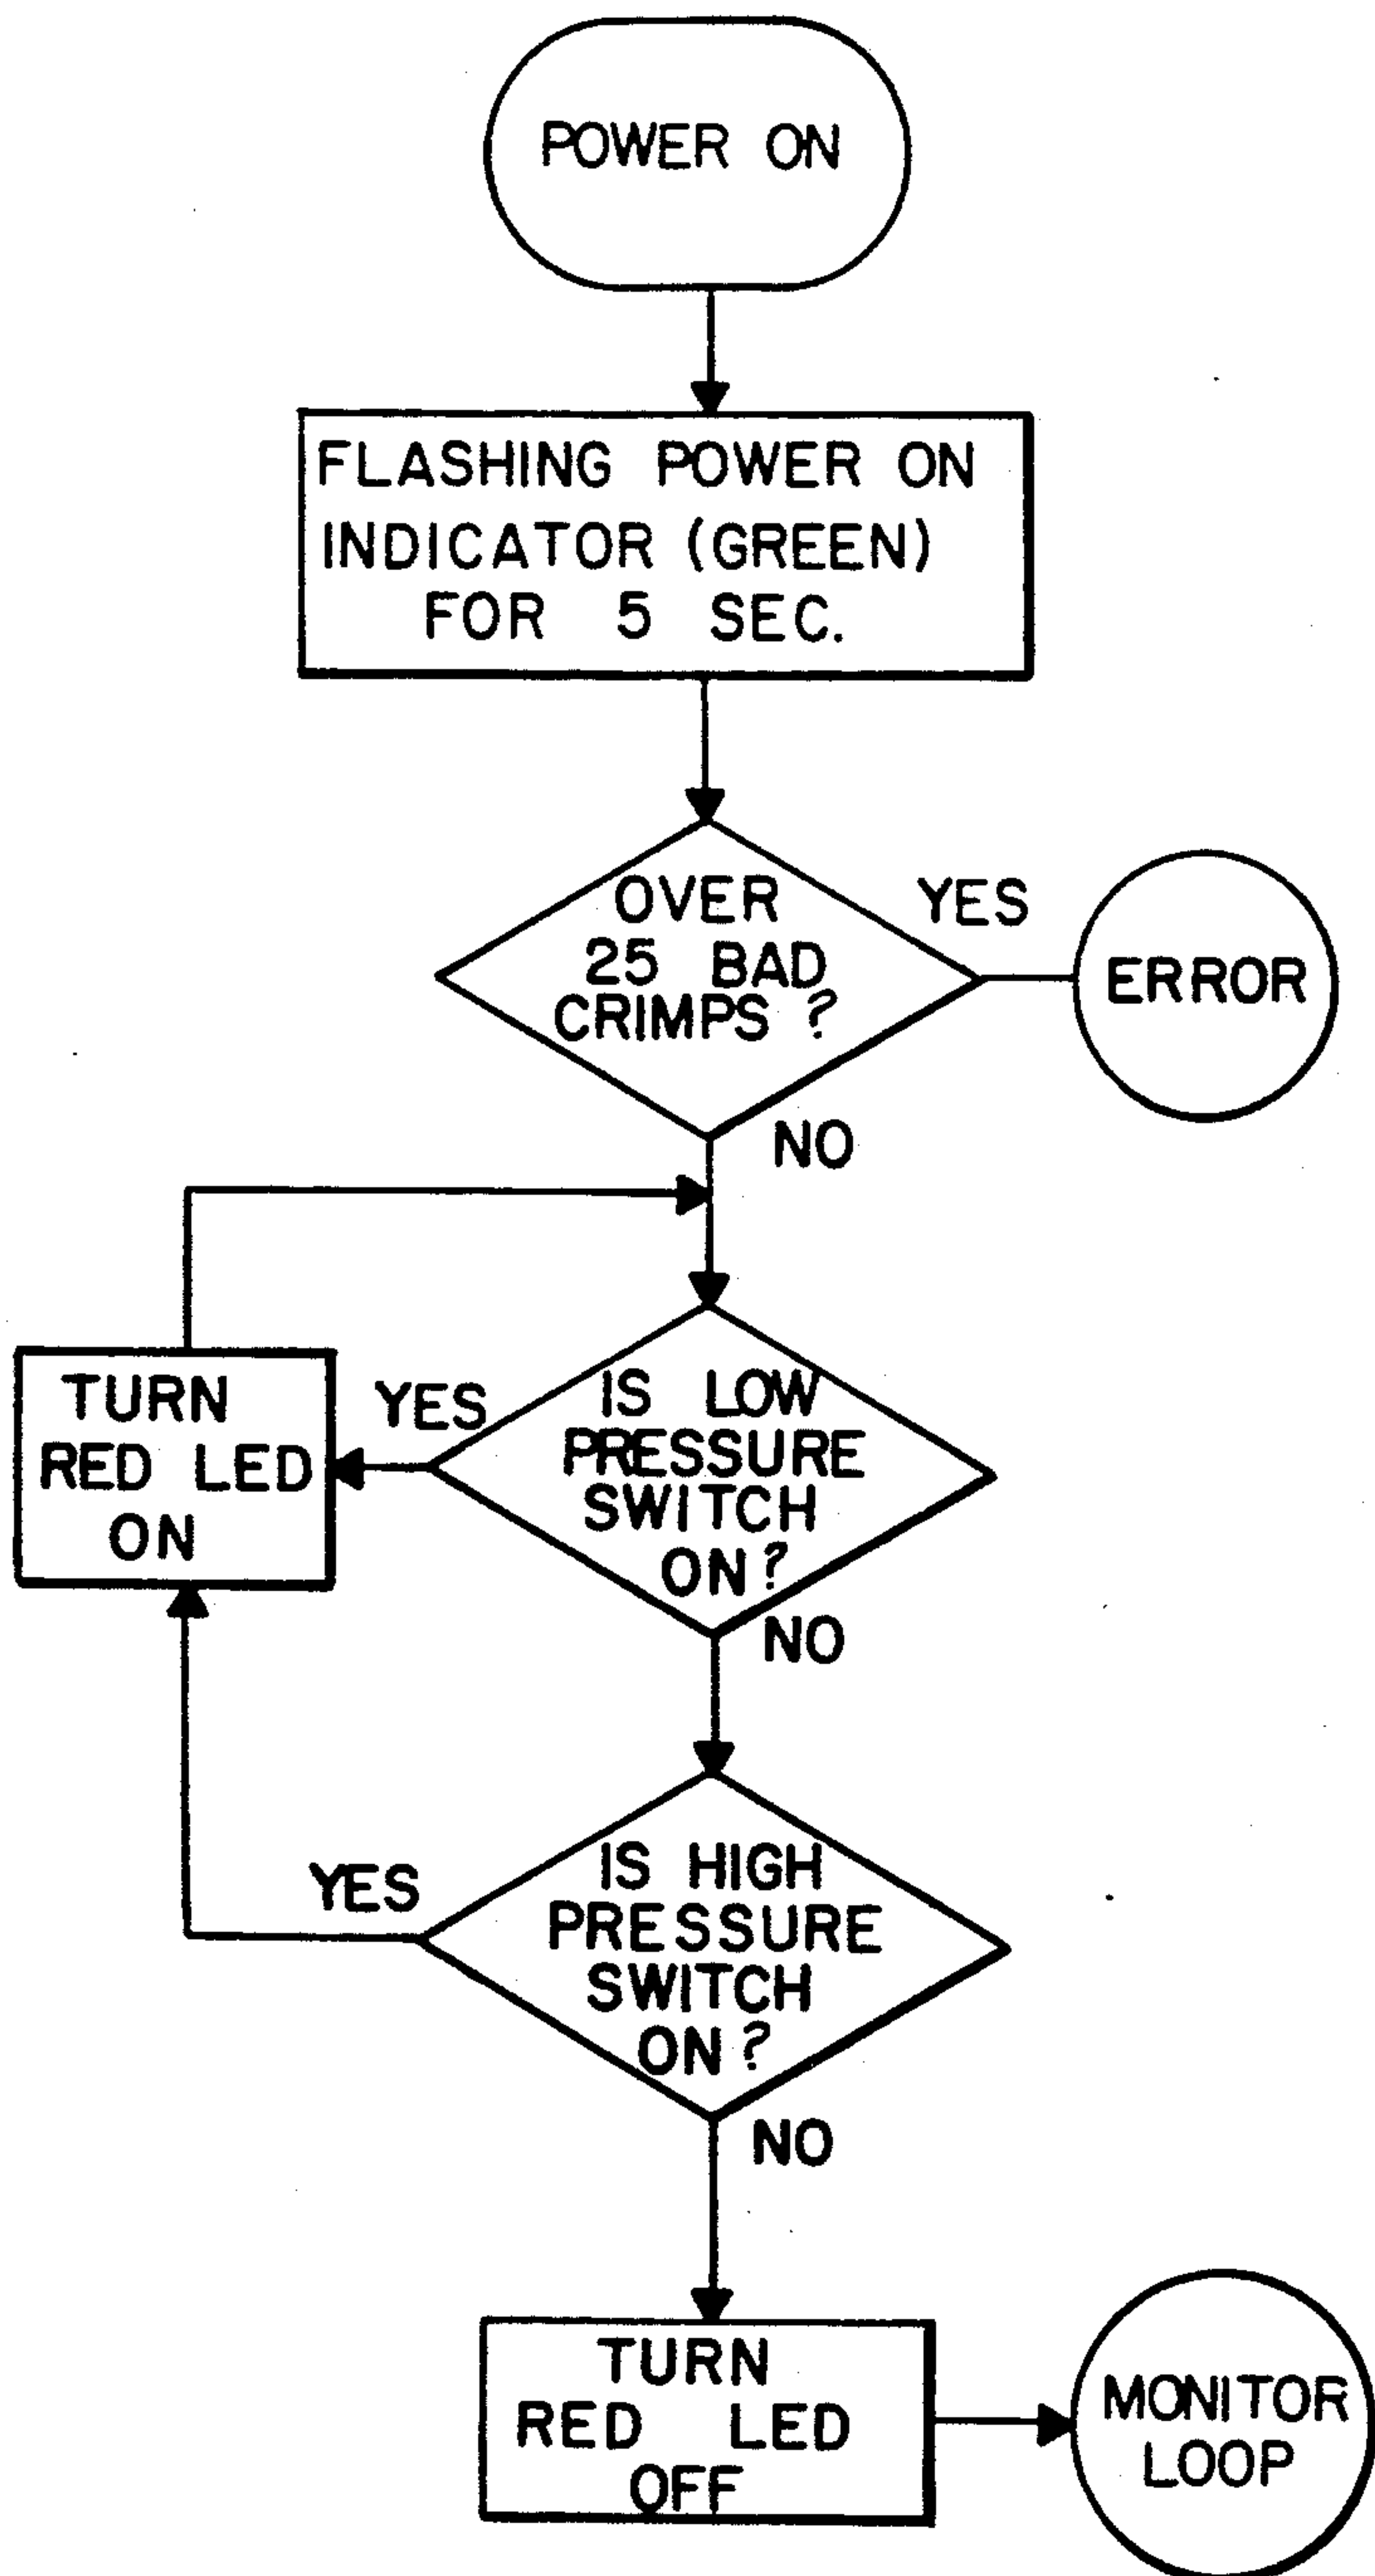 POWER ON
FLASHING POWER ON
INDICATOR (GREEN)
FOR 5 SEC.
OVER
25 BAD
CRIMPS ?
YES
ERROR
NO
TURN
RED LED
ON
YES
IS LOW
PRESSURE
SWITCH
ON?
NO
YES
IS HIGH
PRESSURE
SWITCH
ON?
NO
TURN
RED LED
OFF
MONITOR
LOOP